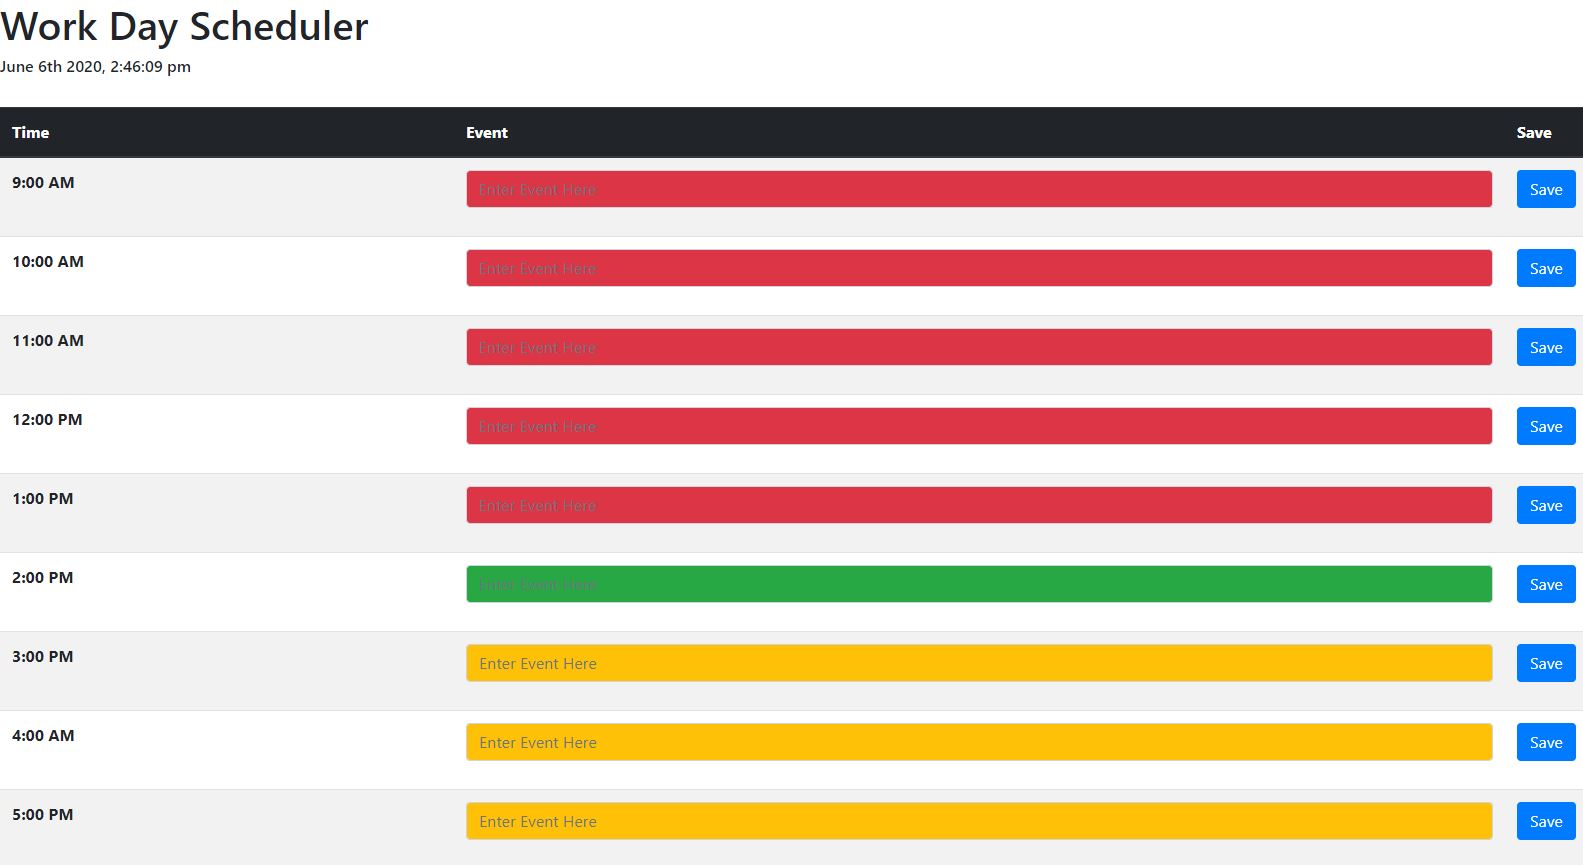 Work Day Scheduler
June 6th 2020, 2:46:09 pm
Time Event Save
9:00 AM Enter Event Here Save
10:00 AM Enter Event Here Save
11:00 AM Enter Event Here Save
12:00 PM Enter Event Here Save
1:00 PM Enter Event Here Save
2:00 PM Enter Event Here Save
3:00 PM Enter Event Here Save
4:00 AM Enter Event Here Save
5:00 PM Enter Event Here Save